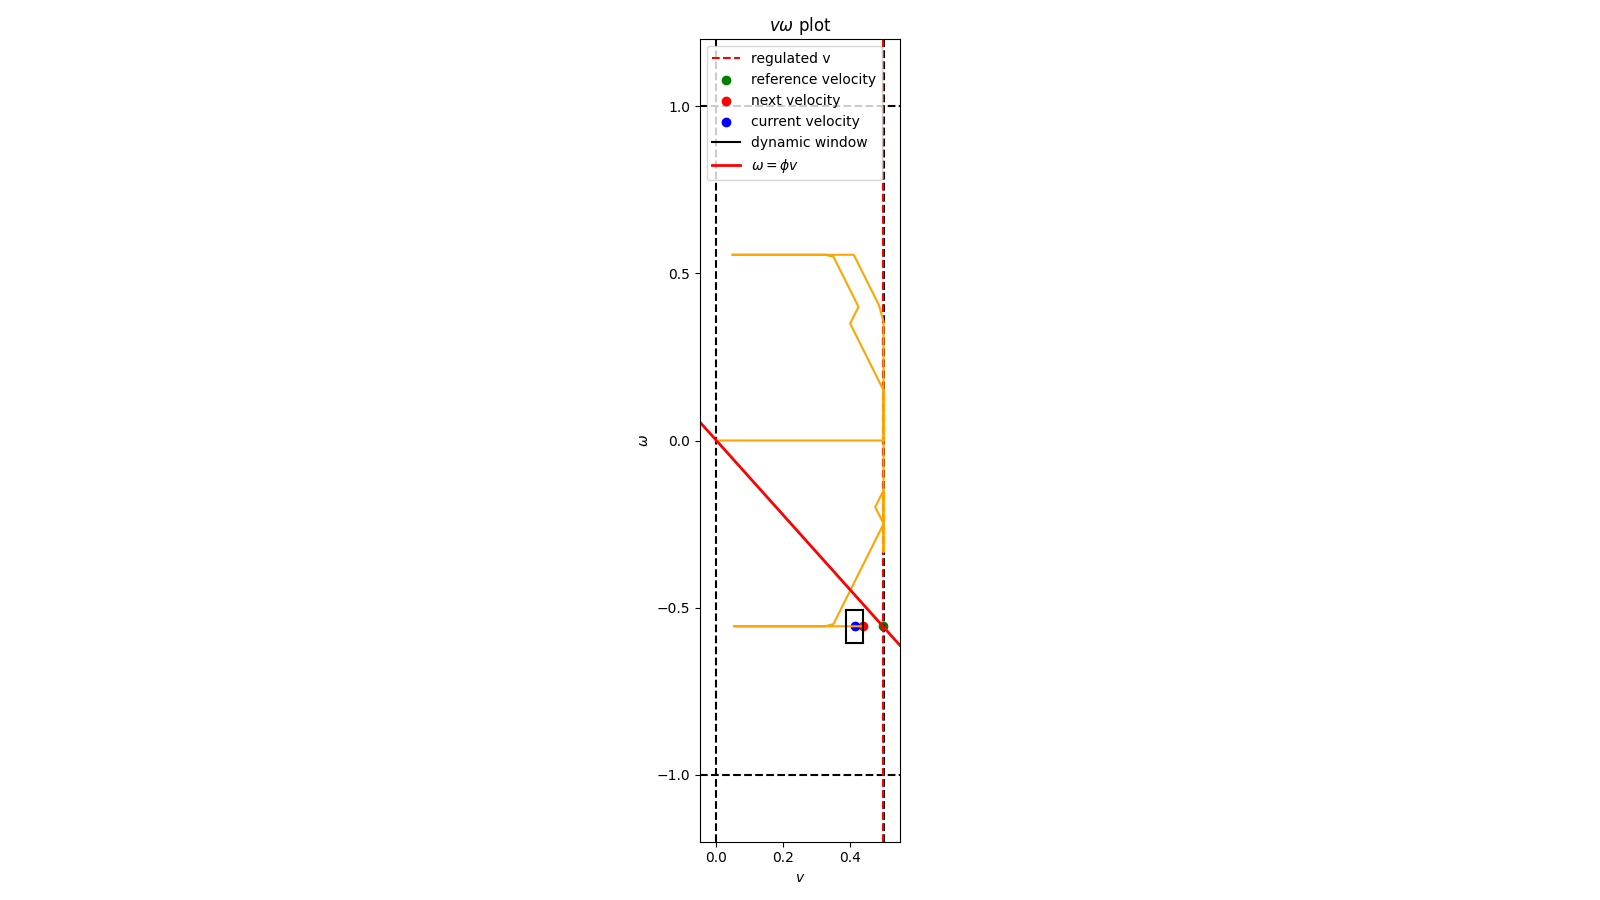 vω plot
regulated v
reference velocity
next velocity
current velocity
dynamic window
ω = ϕv
1.0
0.5
0.0
−0.5
−1.0
ω
0.0 0.2 0.4
v